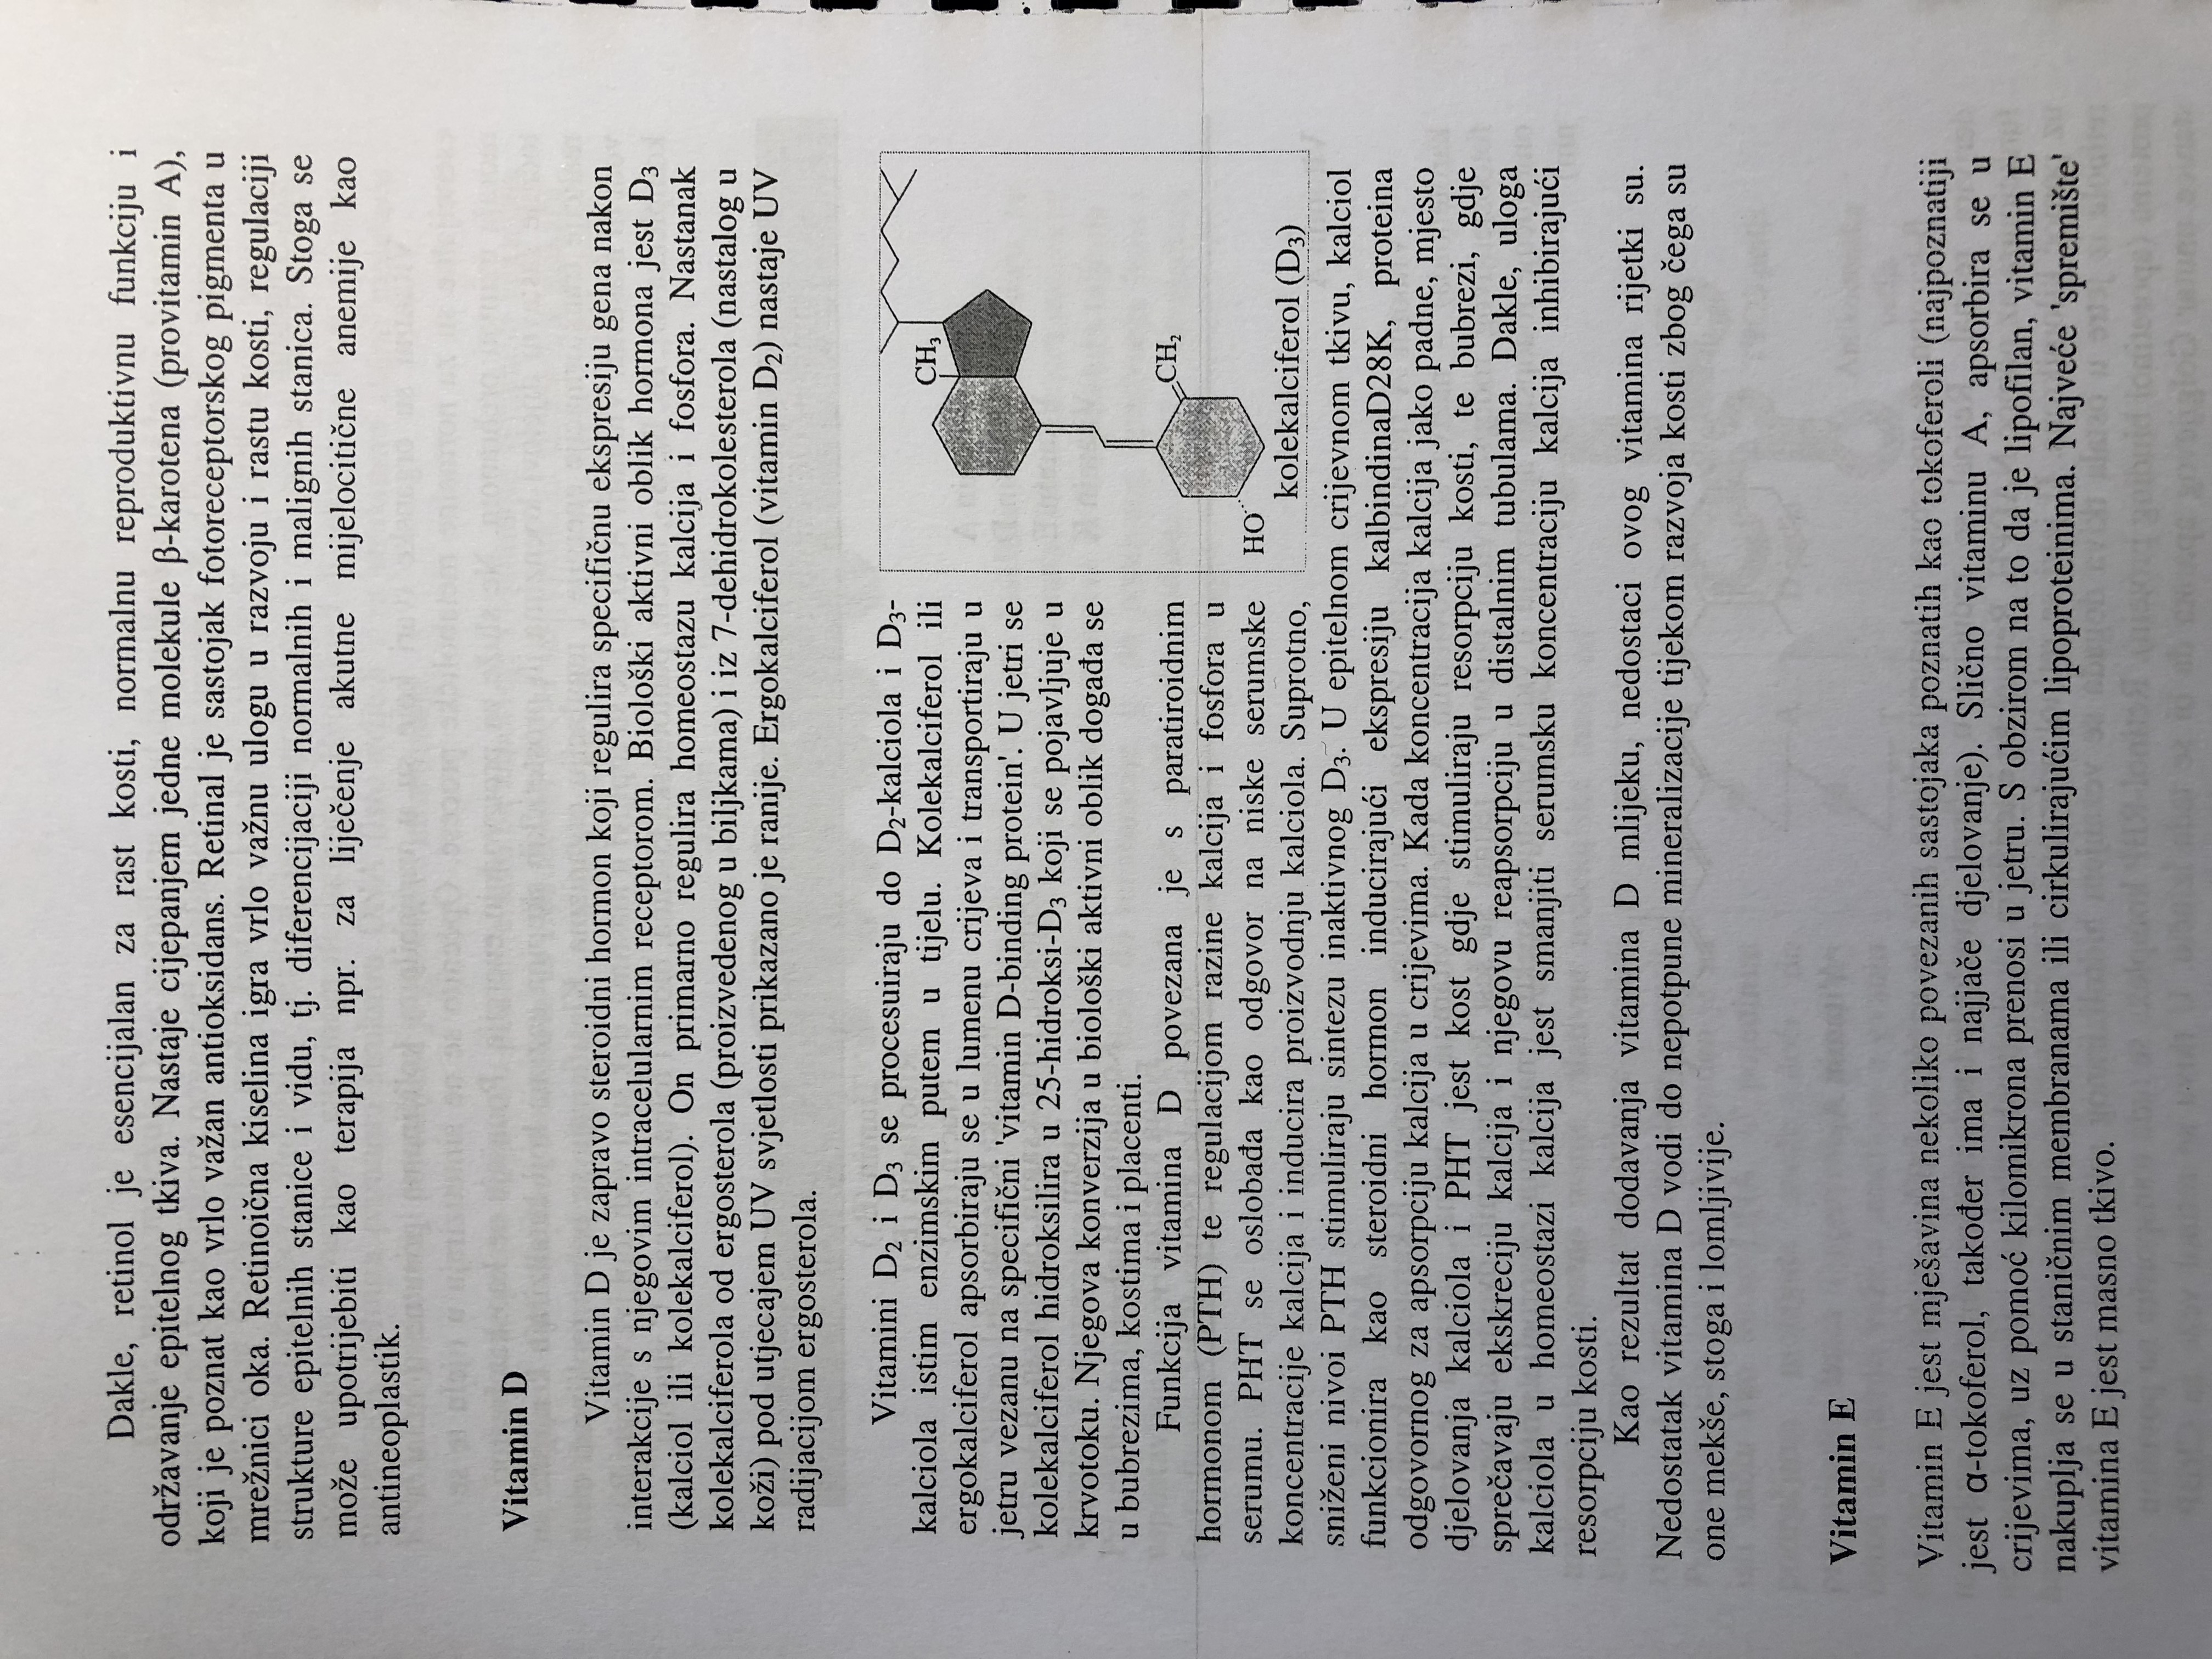 Dakle, retinol je esencijalan za rast kosti, normalnu reproduktivnu funkciju i
održavanje epitelnog tkiva. Nastaje cijepanjem jedne molekule β-karotena (provitamin A),
koji je poznat kao vrlo važan antioksidans. Retinal je sastojak fotoreceptorskog pigmenta u
mrežnici oka. Retinoična kiselina igra vrlo važnu ulogu u razvoju i rastu kosti, regulaciji
strukture epitelnih stanice i vidu, tj. diferencijaciji normalnih i malignih stanica. Stoga se
može upotrijebiti kao terapija npr. za liječenje akutne mijelocitične anemije kao
antineoplastik.
Vitamin D
Vitamin D je zapravo steroidni hormon koji regulira specifičnu ekspresiju gena nakon
interakcije s njegovim intracelularnim receptorom. Biološki aktivni oblik hormona jest D₃
(kalciol ili kolekalciferol). On primarno regulira homeostazu kalcija i fosfora. Nastanak
kolekalciferola od ergosterola (proizvedenog u biljkama) i iz 7-dehidrokolesterola (nastalog u
koži) pod utjecajem UV svjetlosti prikazano je ranije. Ergokalciferol (vitamin D₂) nastaje UV
radijacijom ergosterola.
Vitamini D₂ i D₃ se procesuiraju do D₂-kalciola i D₃-
kalciola istim enzimskim putem u tijelu. Kolekalciferol ili
ergokalciferol apsorbiraju se u lumenu crijeva i transportiraju u
jetru vezanu na specifični 'vitamin D-binding protein'. U jetri se
kolekalciferol hidroksilira u 25-hidroksi-D₃ koji se pojavljuje u
krvotoku. Njegova konverzija u biološki aktivni oblik događa se
u bubrezima, kostima i placenti.
Funkcija vitamina D povezana je s paratiroidnim
hormonom (PTH) te regulacijom razine kalcija i fosfora u
serumu. PHT se oslobađa kao odgovor na niske serumske
koncentracije kalcija i inducira proizvodnju kalciola. Suprotno,
CH₃
CH₂
HO
kolekalciferol (D₃)
sniženi nivoi PTH stimuliraju sintezu inaktivnog D₃. U epitelnom crijevnom tkivu, kalciol
funkcionira kao steroidni hormon inducirajući ekspresiju kalbindinaD28K, proteina
odgovornog za apsorpciju kalcija u crijevima. Kada koncentracija kalcija jako padne, mjesto
djelovanja kalciola i PHT jest kost gdje stimuliraju resorpciju kosti, te bubrezi, gdje
sprečavaju ekskreciju kalcija i njegovu reapsorpciju u distalnim tubulama. Dakle, uloga
kalciola u homeostazi kalcija jest smanjiti serumsku koncentraciju kalcija inhibirajući
resorpciju kosti.
Kao rezultat dodavanja vitamina D mlijeku, nedostaci ovog vitamina rijetki su.
Nedostatak vitamina D vodi do nepotpune mineralizacije tijekom razvoja kosti zbog čega su
one mekše, stoga i lomljivije.
Vitamin E
Vitamin E jest mješavina nekoliko povezanih sastojaka poznatih kao tokoferoli (najpoznatiji
jest α-tokoferol, također ima i najjače djelovanje). Slično vitaminu A, apsorbira se u
crijevima, uz pomoć kilomikrona prenosi u jetru. S obzirom na to da je lipofilan, vitamin E
nakuplja se u staničnim membranama ili cirkulirajućim lipoproteinima. Najveće 'spremište'
vitamina E jest masno tkivo.